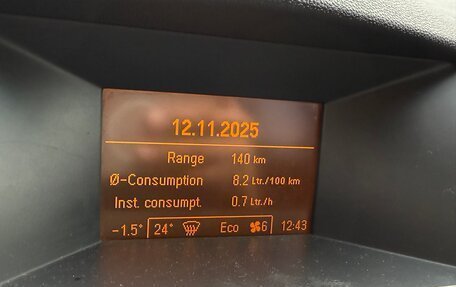 12.11.2025
Range 140 km
Ø-Consumption 8.2 Ltr./100 km
Inst. consumpt. 0.7 Ltr./h
-1.5° 24° Eco 6 12:43